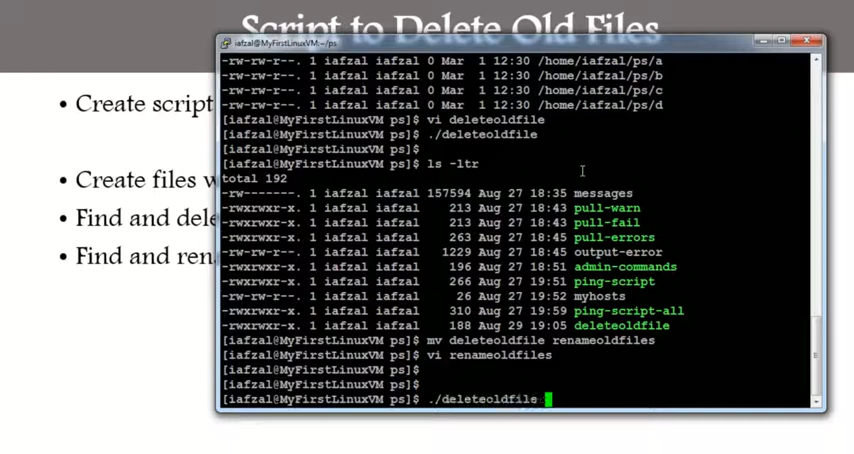 Script to Delete Old Files
iafzal@MyFirstLinuxVM:~/ps
-rw-rw-r--. 1 iafzal iafzal 0 Mar  1 12:30 /home/iafzal/ps/a
-rw-rw-r--. 1 iafzal iafzal 0 Mar  1 12:30 /home/iafzal/ps/b
-rw-rw-r--. 1 iafzal iafzal 0 Mar  1 12:30 /home/iafzal/ps/c
-rw-rw-r--. 1 iafzal iafzal 0 Mar  1 12:30 /home/iafzal/ps/d
[iafzal@MyFirstLinuxVM ps]$ vi deleteoldfile
[iafzal@MyFirstLinuxVM ps]$ ./deleteoldfile
[iafzal@MyFirstLinuxVM ps]$
[iafzal@MyFirstLinuxVM ps]$ ls -ltr
total 192
-rw-------. 1 iafzal iafzal 157594 Aug 27 18:35 messages
-rwxrwxr-x. 1 iafzal iafzal    213 Aug 27 18:43 pull-warn
-rwxrwxr-x. 1 iafzal iafzal    213 Aug 27 18:43 pull-fail
-rwxrwxr-x. 1 iafzal iafzal    263 Aug 27 18:45 pull-errors
-rw-rw-r--. 1 iafzal iafzal   1229 Aug 27 18:45 output-error
-rwxrwxr-x. 1 iafzal iafzal    196 Aug 27 18:51 admin-commands
-rwxrwxr-x. 1 iafzal iafzal    266 Aug 27 19:51 ping-script
-rw-rw-r--. 1 iafzal iafzal     26 Aug 27 19:52 myhosts
-rwxrwxr-x. 1 iafzal iafzal    310 Aug 27 19:59 ping-script-all
-rwxrwxr-x. 1 iafzal iafzal    188 Aug 29 19:05 deleteoldfile
[iafzal@MyFirstLinuxVM ps]$ mv deleteoldfile renameoldfiles
[iafzal@MyFirstLinuxVM ps]$ vi renameoldfiles
[iafzal@MyFirstLinuxVM ps]$
[iafzal@MyFirstLinuxVM ps]$
[iafzal@MyFirstLinuxVM ps]$ ./deleteoldfile
• Create script
• Create files w
• Find and dele
• Find and ren